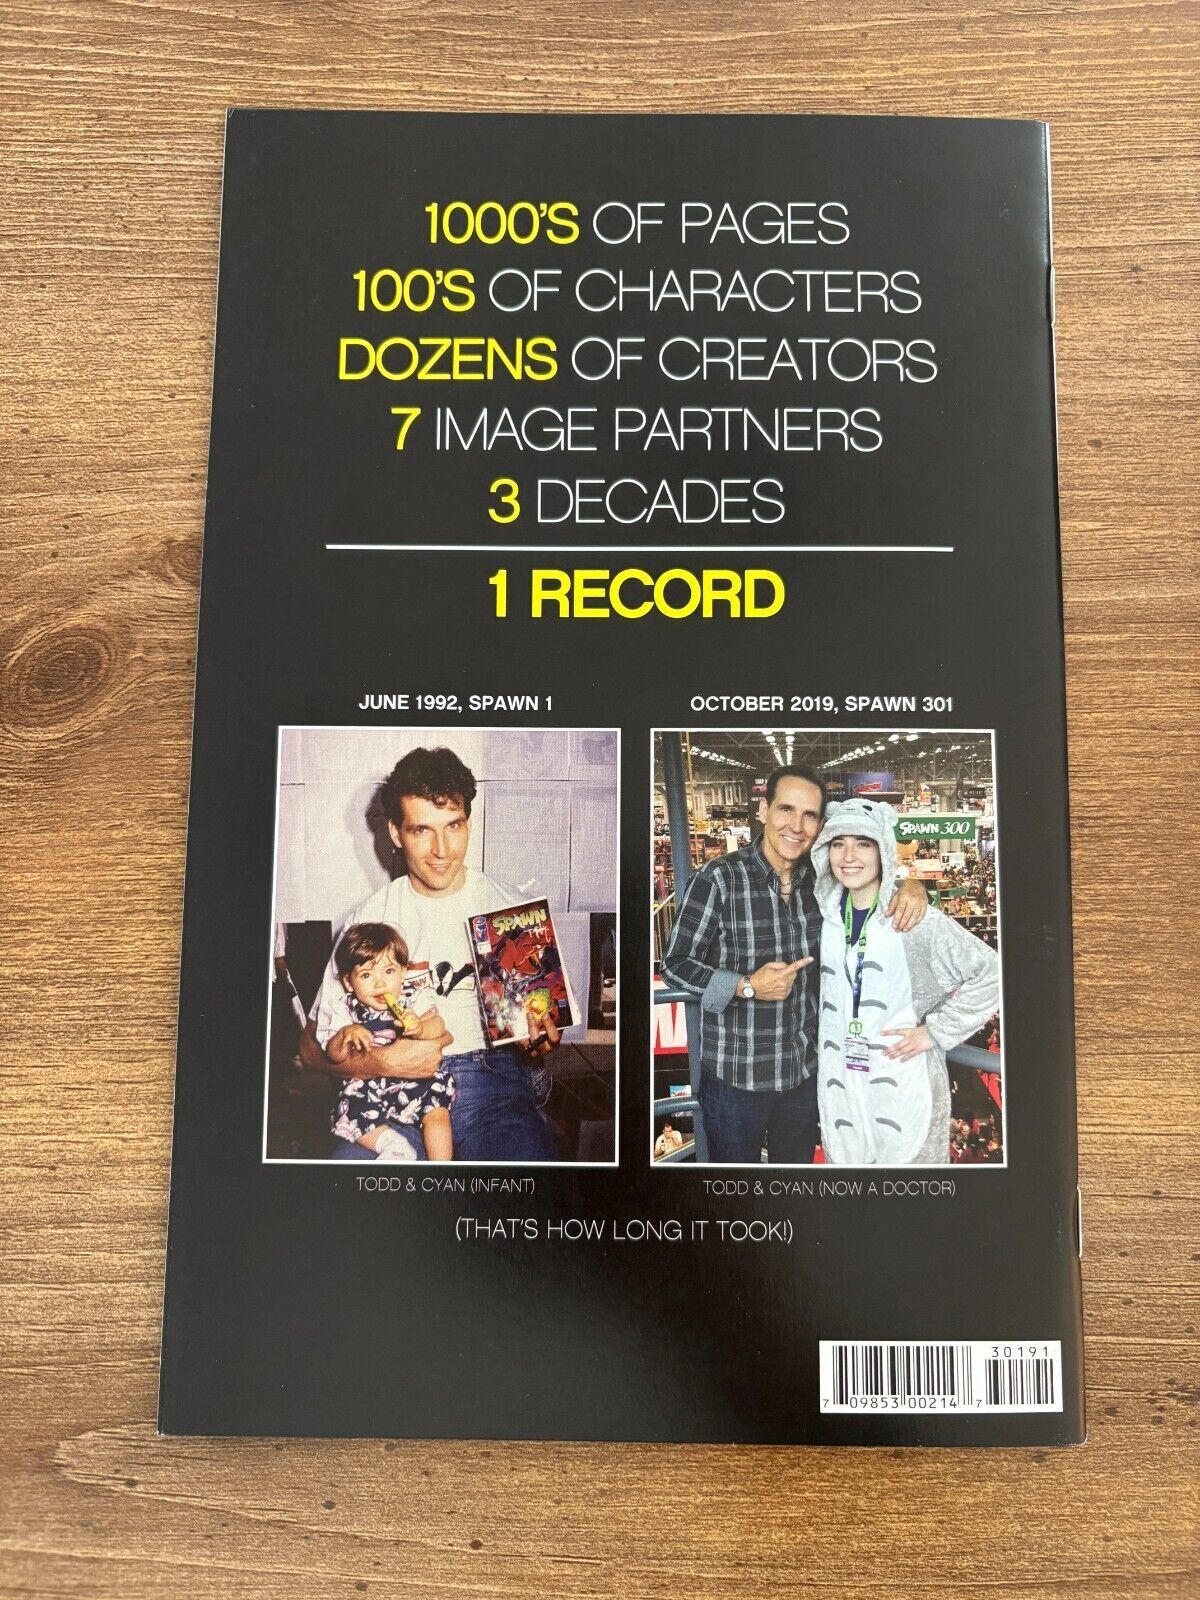 1000'S OF PAGES
100'S OF CHARACTERS
DOZENS OF CREATORS
7 IMAGE PARTNERS
3 DECADES
1 RECORD
JUNE 1992, SPAWN 1
OCTOBER 2019, SPAWN 301
SPAWN
SPAWN 300
TODD & CYAN (INFANT)
TODD & CYAN (NOW A DOCTOR)
(THAT'S HOW LONG IT TOOK!)
30191
7 09853 00214 7